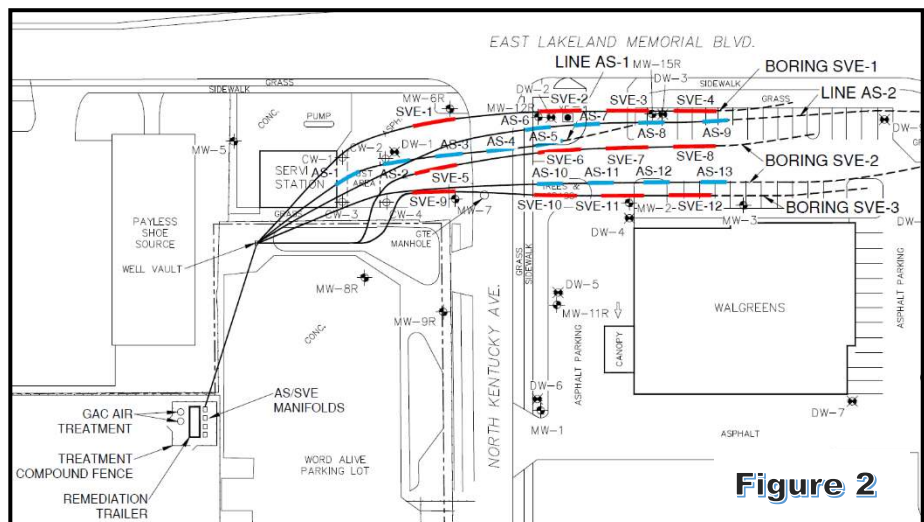 EAST LAKELAND MEMORIAL BLVD.
LINE AS-1
MW-15R
DW-3
BORING SVE-1
GRASS
SIDEWALK
SIDEWALK
MW-6R
DW-2
SVE-2
SVE-3
SVE-4
GRASS
LINE AS-2
CONC.
PUMP
ASPH.
SVE-1
MW-12R
AS-6
AS-7
DW-
MW-5
CW-1
CW-2
DW-1
AS-3
AS-4
AS-5
AS-8
AS-9
SERVI
STATION
AS-1
AS-2
SVE-5
SVE-6
SVE-7
SVE-8
BORING SVE-2
AS-10
AS-11
AS-12
AS-13
PAYLESS
SHOE
SOURCE
GRASS
CW-3
CW-4
SVE-9
MW-7
SVE-10
SVE-11
MW-2
SVE-12
MW-3
BORING SVE-3
WELL VAULT
GTE
MANHOLE
DW-4
GRASS
SIDEWALK
MW-8R
DW-5
MW-11R
MW-9R
WALGREENS
CANOPY
ASPHALT PARKING
ASPHALT PARKING
CONC.
NORTH KENTUCKY AVE.
AS/SVE
MANIFOLDS
GAC AIR
TREATMENT
DW-6
MW-1
DW-7
TREATMENT
COMPOUND FENCE
WORD ALIVE
PARKING LOT
ASPHALT
REMEDIATION
TRAILER
Figure 2